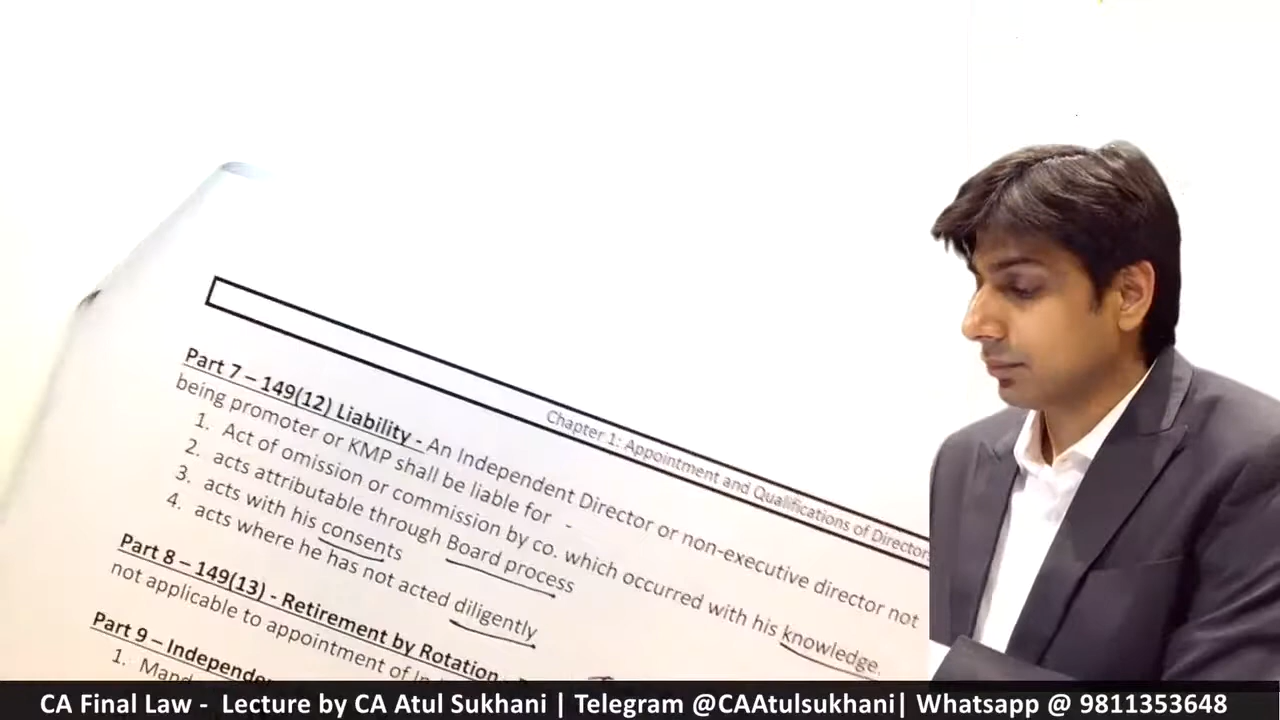 Chapter 1: Appointment and Qualifications of Director
Part 7 – 149(12) Liability - An Independent Director or non-executive director not
being promoter or KMP shall be liable for -
1. Act of omission or commission by co. which occurred with his knowledge.
2. acts attributable through Board process
3. acts with his consents
4. acts where he has not acted diligently
Part 8 – 149(13) - Retirement by Rotation
not applicable to appointment of
Part 9 –
1.
CA Final Law - Lecture by CA Atul Sukhani | Telegram @CAAtulsukhani| Whatsapp @ 9811353648